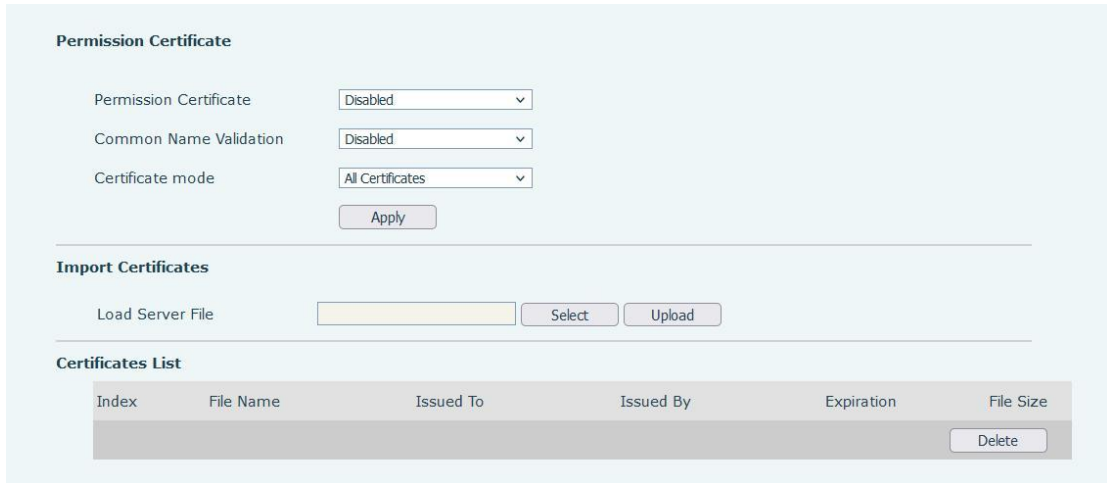 Permission Certificate
Permission Certificate Disabled
Common Name Validation Disabled
Certificate mode All Certificates
Apply
Import Certificates
Load Server File Select Upload
Certificates List
Index File Name Issued To Issued By Expiration File Size
Delete